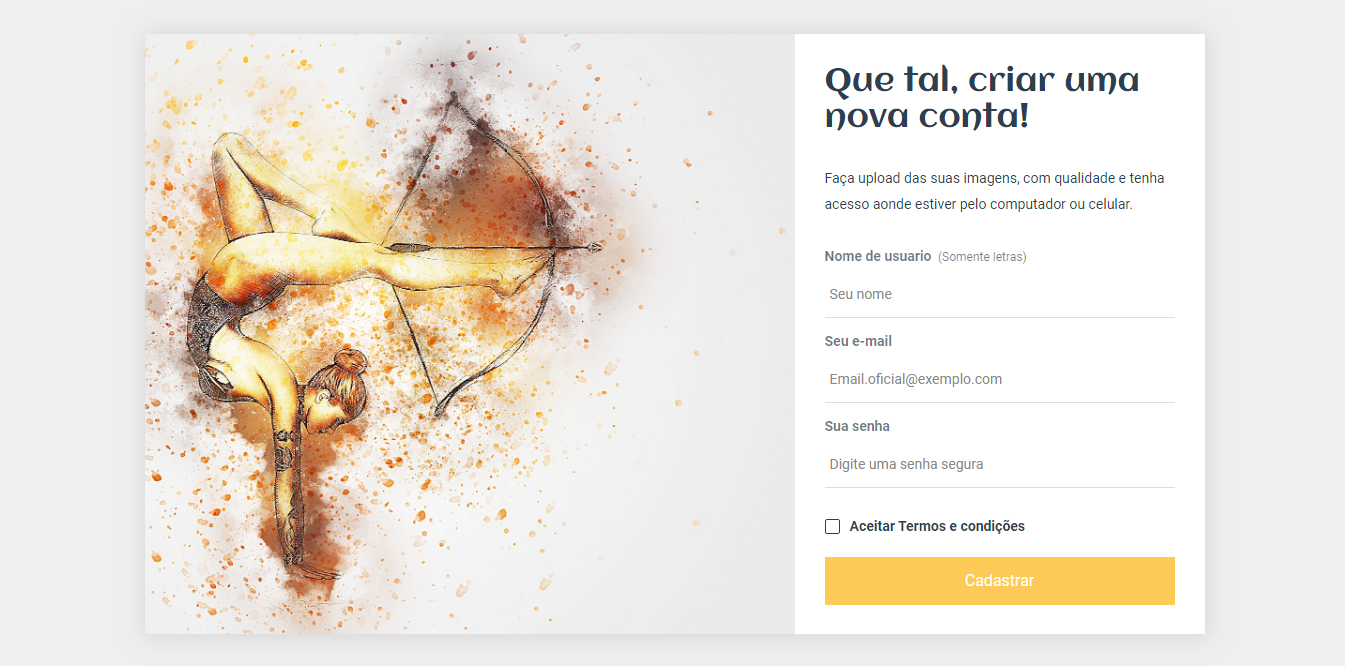 Que tal, criar uma
nova conta!
Faça upload das suas imagens, com qualidade e tenha
acesso aonde estiver pelo computador ou celular.
Nome de usuario (Somente letras)
Seu nome
Seu e-mail
Email.oficial@exemplo.com
Sua senha
Digite uma senha segura
Aceitar Termos e condições
Cadastrar